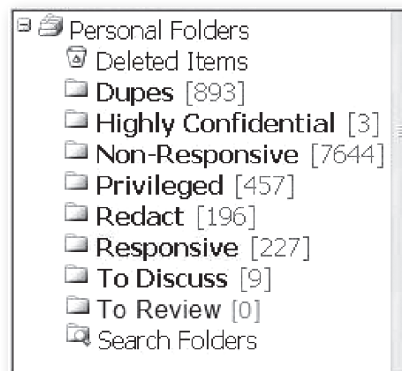 Personal Folders
Deleted Items
Dupes [893]
Highly Confidential [3]
Non-Responsive [7644]
Privileged [457]
Redact [196]
Responsive [227]
To Discuss [9]
To Review [0]
Search Folders